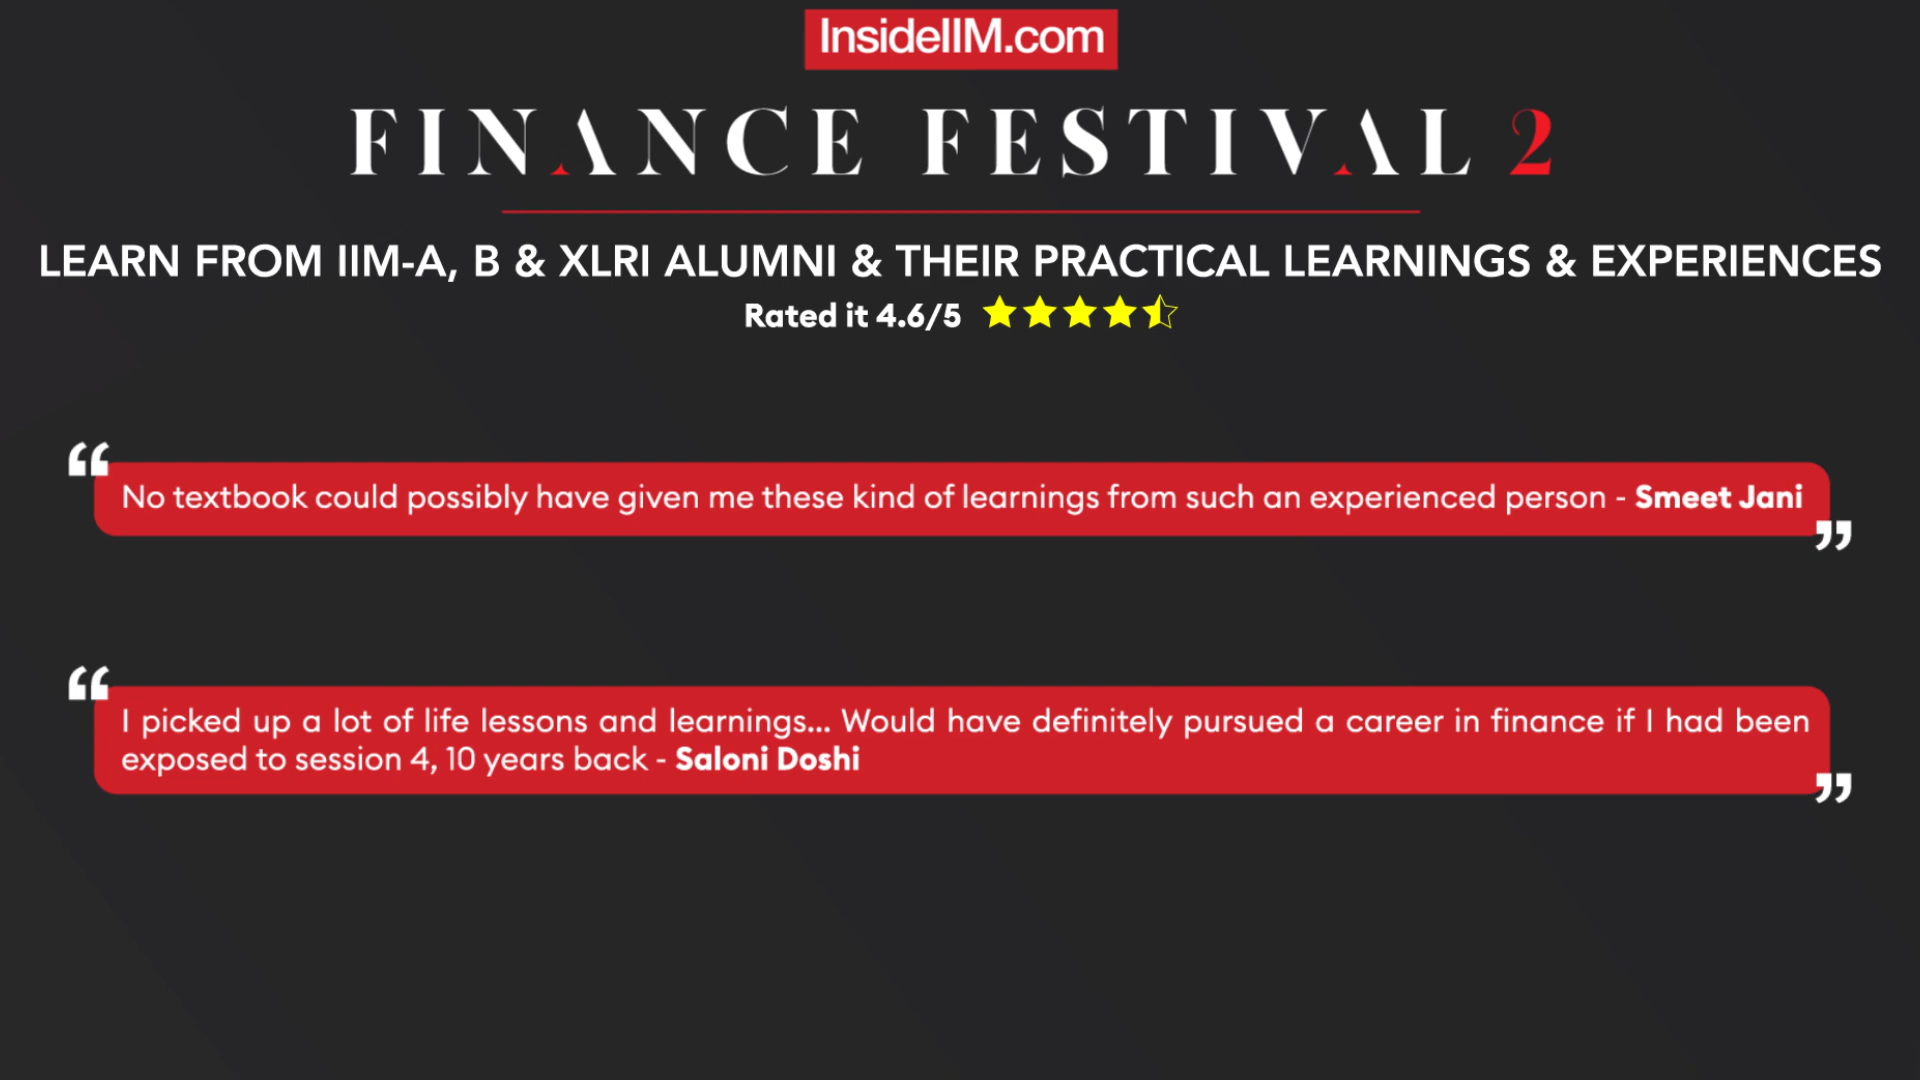 InsideIIM.com
FINANCE FESTIVAL 2
LEARN FROM IIM-A, B & XLRI ALUMNI & THEIR PRACTICAL LEARNINGS & EXPERIENCES
Rated it 4.6/5
“
No textbook could possibly have given me these kind of learnings from such an experienced person - Smeet Jani
”
“
I picked up a lot of life lessons and learnings... Would have definitely pursued a career in finance if I had been
exposed to session 4, 10 years back - Saloni Doshi
”